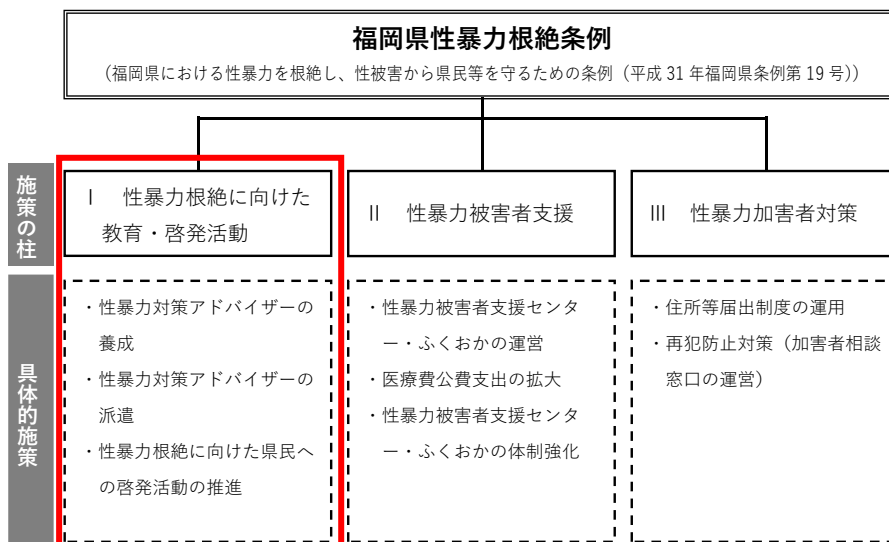 福岡県性暴力根絶条例
(福岡県における性暴力を根絶し、性被害から県民等を守るための条例（平成 31 年福岡県条例第 19 号）)
施策の柱
Ⅰ 性暴力根絶に向けた
教育・啓発活動
Ⅱ 性暴力被害者支援
Ⅲ 性暴力加害者対策
具体的施策
・性暴力対策アドバイザーの
養成
・性暴力対策アドバイザーの
派遣
・性暴力根絶に向けた県民へ
の啓発活動の推進
・性暴力被害者支援センタ
ー・ふくおかの運営
・医療費公費支出の拡大
・性暴力被害者支援センタ
ー・ふくおかの体制強化
・住所等届出制度の運用
・再犯防止対策（加害者相談
窓口の運営）